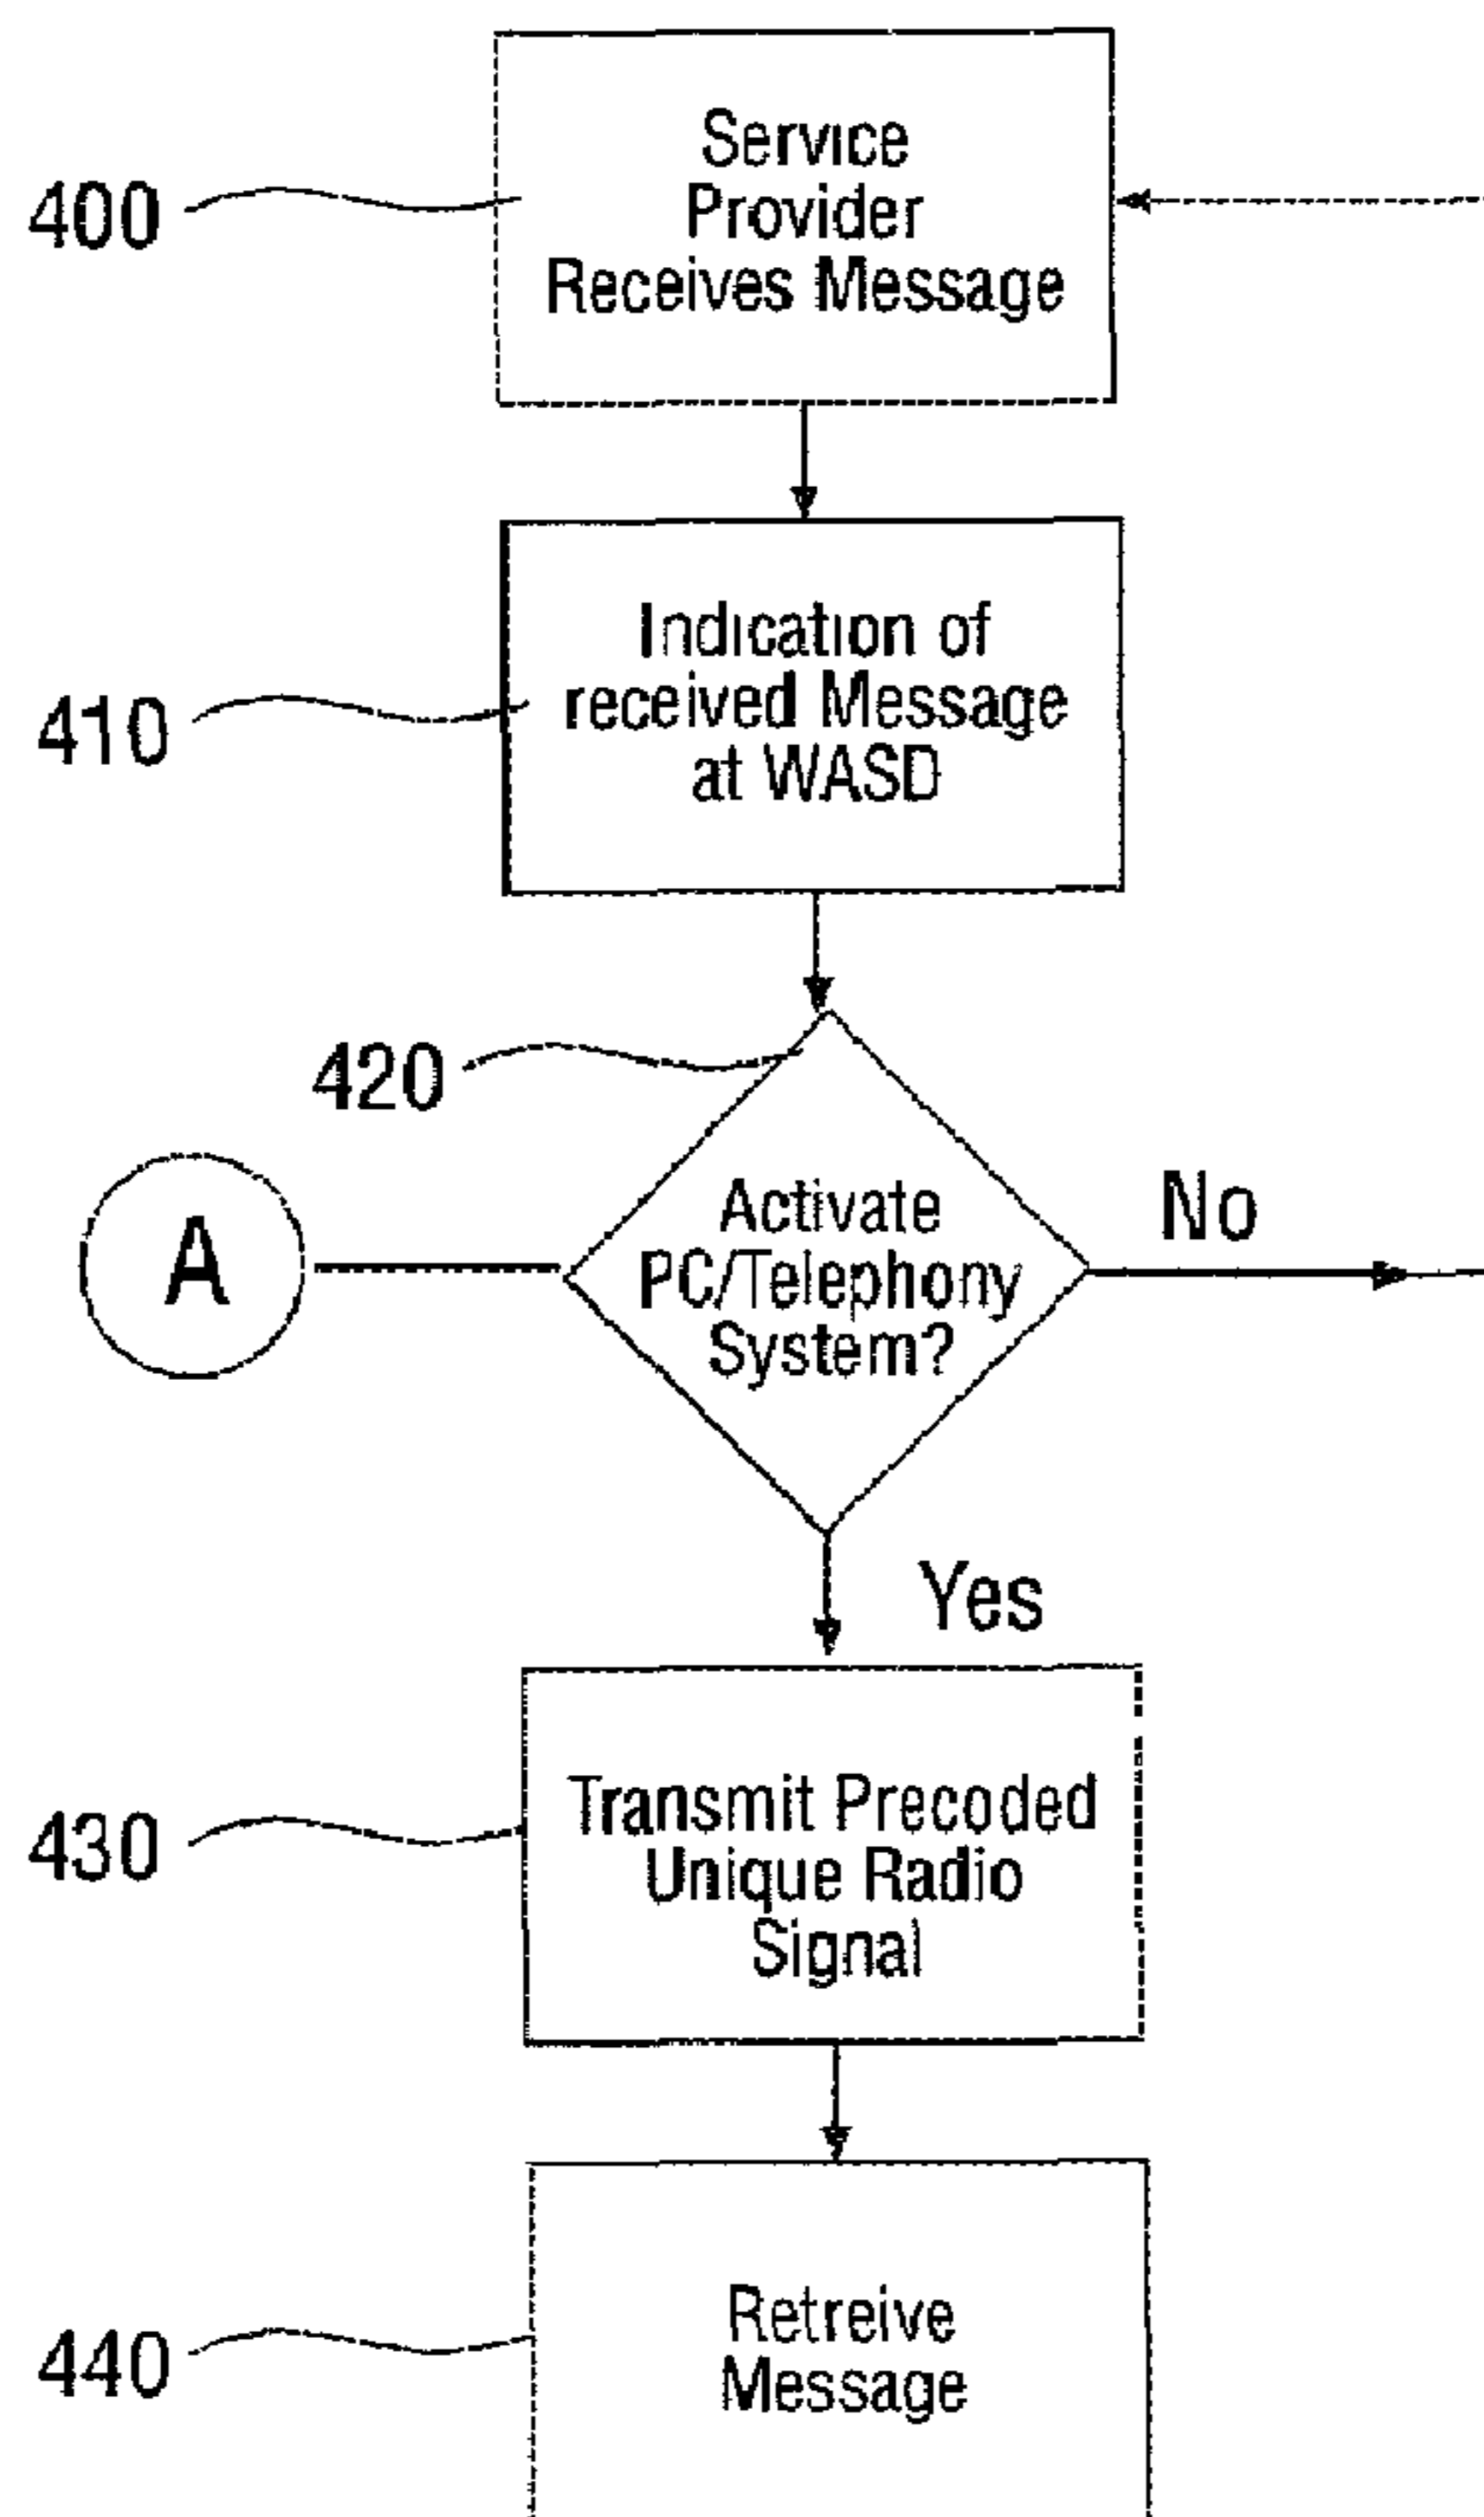 400
Service
Provider
Receives Message
410
Indication of
received Message
at WASD
420
A
Activate
PC/Telephony
System?
No
Yes
430
Transmit Precoded
Unique Radio
Signal
440
Retreive
Message